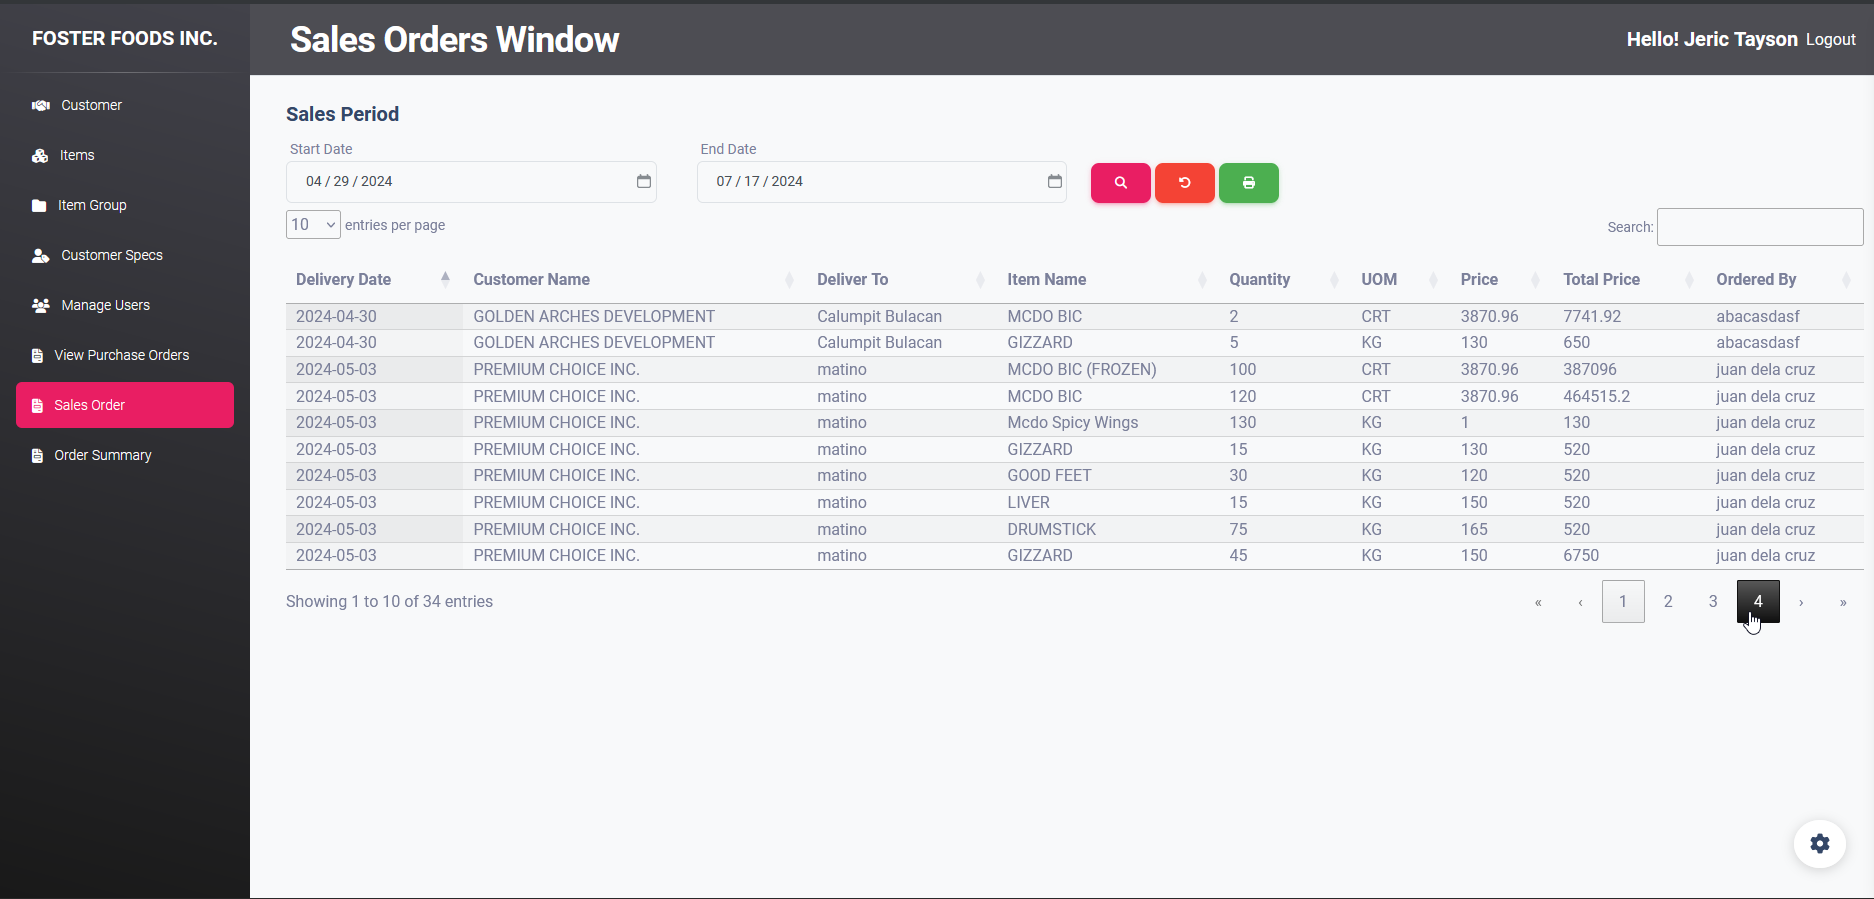 FOSTER FOODS INC.
Customer
Items
Item Group
Customer Specs
Manage Users
View Purchase Orders
Sales Order
Order Summary
Sales Orders Window
Hello! Jeric Tayson Logout
Sales Period
Start Date End Date
04 / 29 / 2024 07 / 17 / 2024
10 entries per page Search:
Delivery Date Customer Name Deliver To Item Name Quantity UOM Price Total Price Ordered By
2024-04-30 GOLDEN ARCHES DEVELOPMENT Calumpit Bulacan MCDO BIC 2 CRT 3870.96 7741.92 abacasdasf
2024-04-30 GOLDEN ARCHES DEVELOPMENT Calumpit Bulacan GIZZARD 5 KG 130 650 abacasdasf
2024-05-03 PREMIUM CHOICE INC. matino MCDO BIC (FROZEN) 100 CRT 3870.96 387096 juan dela cruz
2024-05-03 PREMIUM CHOICE INC. matino MCDO BIC 120 CRT 3870.96 464515.2 juan dela cruz
2024-05-03 PREMIUM CHOICE INC. matino Mcdo Spicy Wings 130 KG 1 130 juan dela cruz
2024-05-03 PREMIUM CHOICE INC. matino GIZZARD 15 KG 130 520 juan dela cruz
2024-05-03 PREMIUM CHOICE INC. matino GOOD FEET 30 KG 120 520 juan dela cruz
2024-05-03 PREMIUM CHOICE INC. matino LIVER 15 KG 150 520 juan dela cruz
2024-05-03 PREMIUM CHOICE INC. matino DRUMSTICK 75 KG 165 520 juan dela cruz
2024-05-03 PREMIUM CHOICE INC. matino GIZZARD 45 KG 150 6750 juan dela cruz
Showing 1 to 10 of 34 entries « ‹ 1 2 3 4 › »